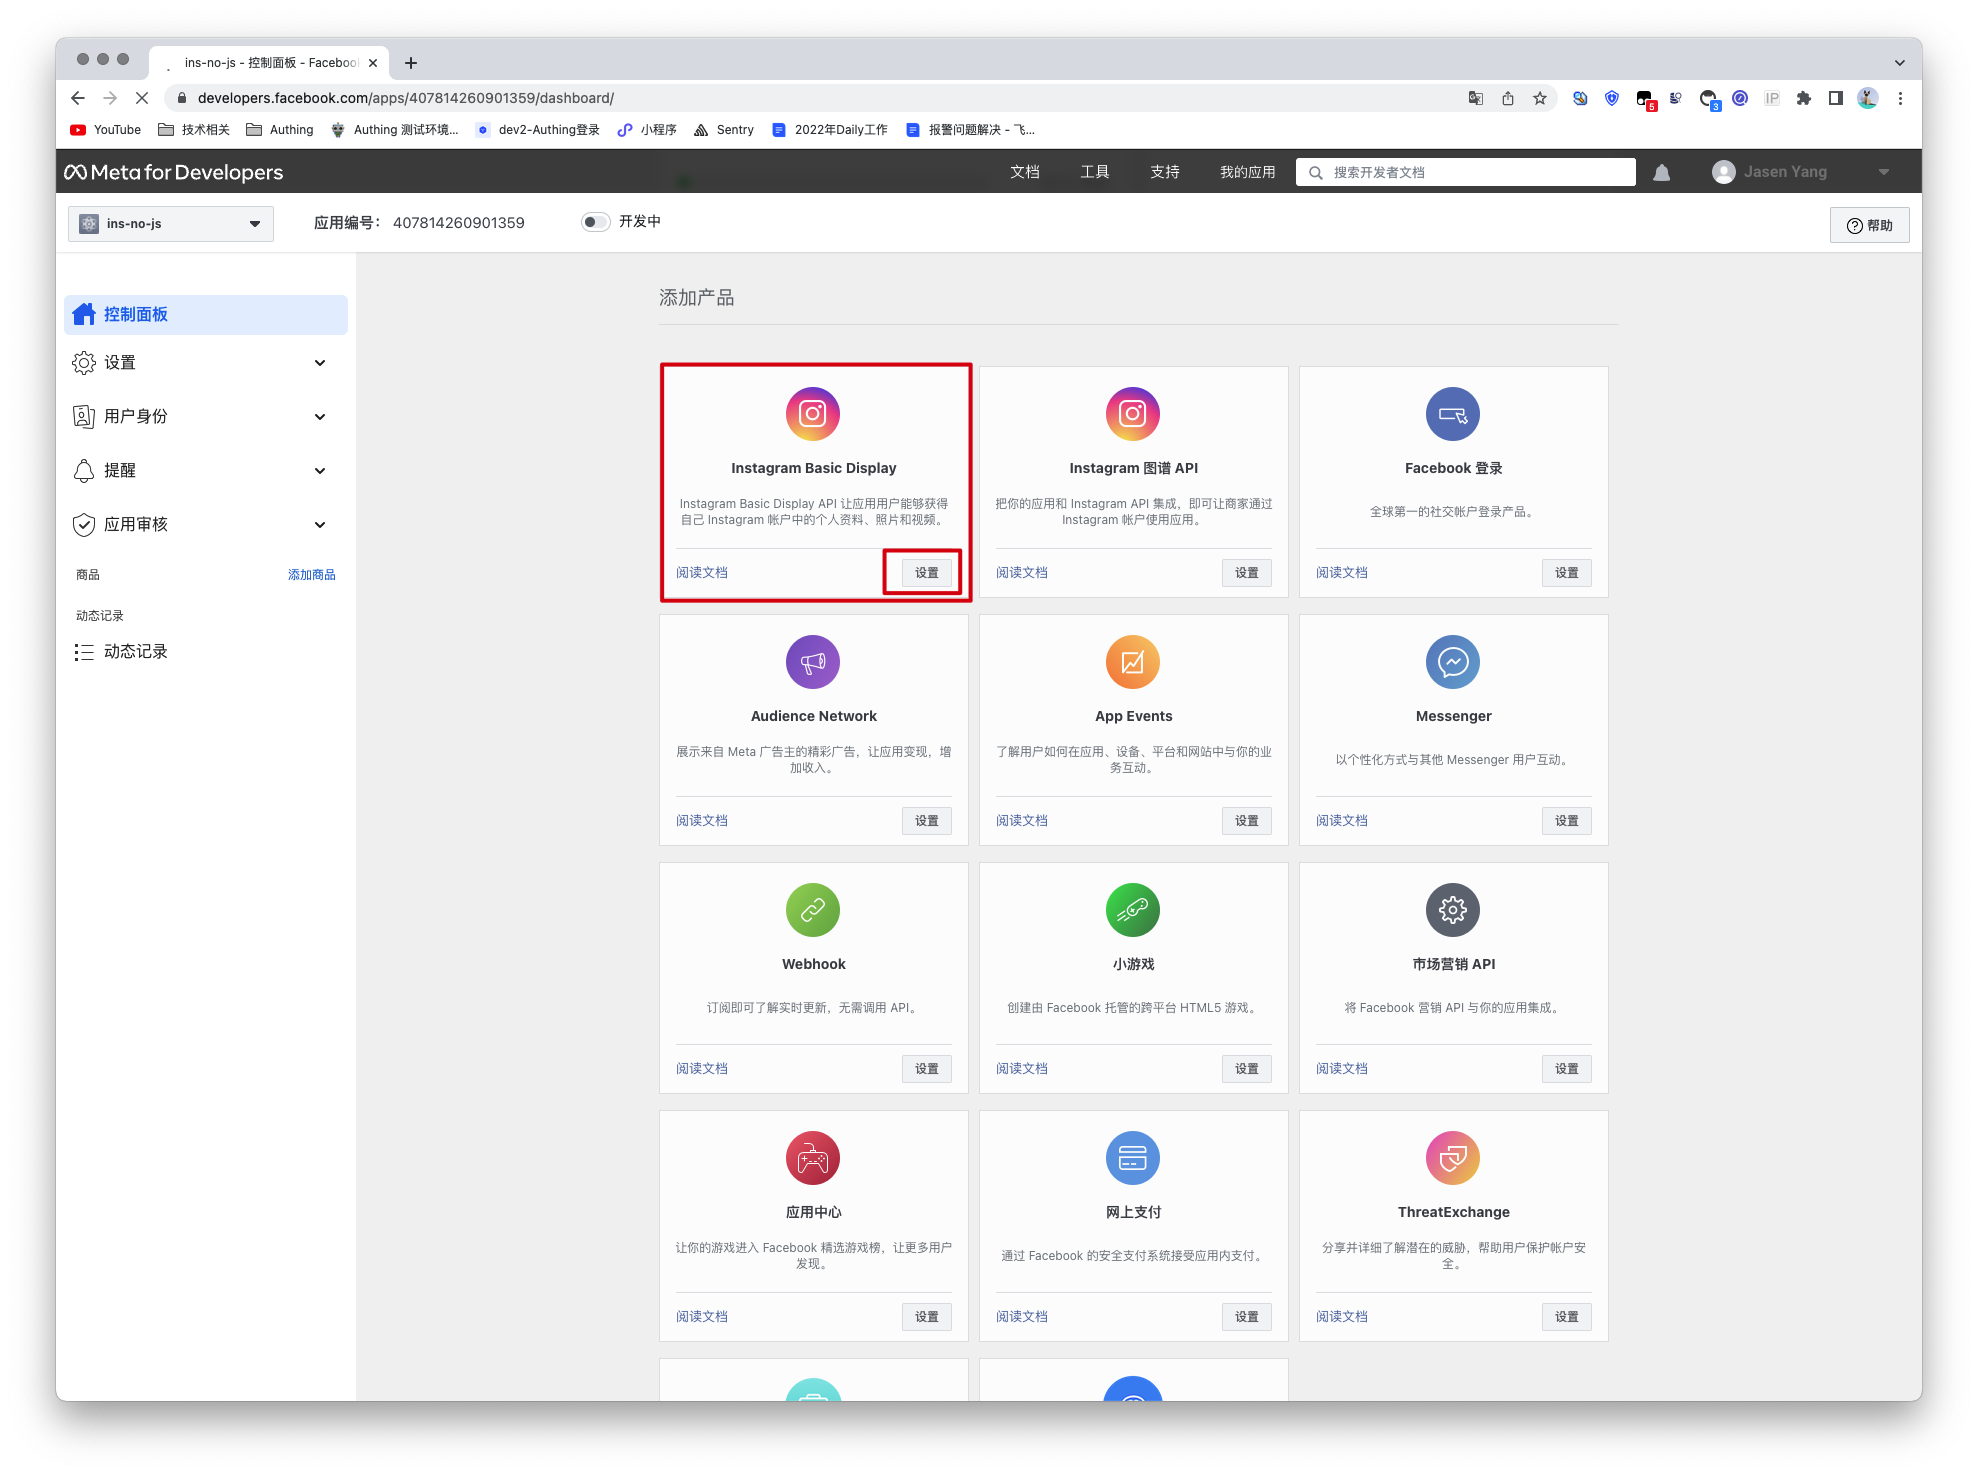 ins-no-js - 控制面板 - Faceboo
developers.facebook.com/apps/407814260901359/dashboard/
5
3
IP
YouTube
技术相关
Authing
Authing 测试环境...
dev2-Authing登录
小程序
Sentry
2022年Daily工作
报警问题解决 - 飞...
Meta for Developers
文档
工具
支持
我的应用
搜索开发者文档
Jasen Yang
ins-no-js
应用编号： 407814260901359
开发中
帮助
控制面板
设置
用户身份
提醒
应用审核
商品
添加商品
动态记录
动态记录
添加产品
Instagram Basic Display
Instagram Basic Display API 让应用用户能够获得
自己 Instagram 帐户中的个人资料、照片和视频。
阅读文档
设置
Instagram 图谱 API
把你的应用和 Instagram API 集成，即可让商家通过
Instagram 帐户使用应用。
阅读文档
设置
Facebook 登录
全球第一的社交帐户登录产品。
阅读文档
设置
Audience Network
展示来自 Meta 广告主的精彩广告，让应用变现，增
加收入。
阅读文档
设置
App Events
了解用户如何在应用、设备、平台和网站中与你的业
务互动。
阅读文档
设置
Messenger
以个性化方式与其他 Messenger 用户互动。
阅读文档
设置
Webhook
订阅即可了解实时更新，无需调用 API。
阅读文档
设置
小游戏
创建由 Facebook 托管的跨平台 HTML5 游戏。
阅读文档
设置
市场营销 API
将 Facebook 营销 API 与你的应用集成。
阅读文档
设置
应用中心
让你的游戏进入 Facebook 精选游戏榜，让更多用户
发现。
阅读文档
设置
网上支付
通过 Facebook 的安全支付系统接受应用内支付。
阅读文档
设置
ThreatExchange
分享并详细了解潜在的威胁，帮助用户保护帐户安
全。
阅读文档
设置